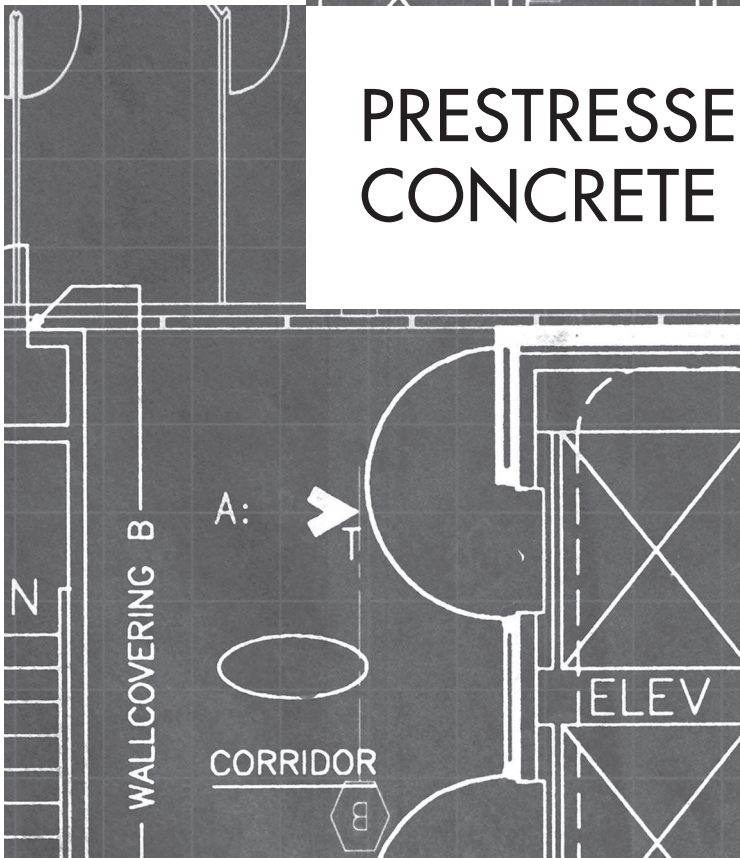 PRESTRESSE
CONCRETE
A:
T
WALLCOVERING B
N
ELEV
CORRIDOR
B